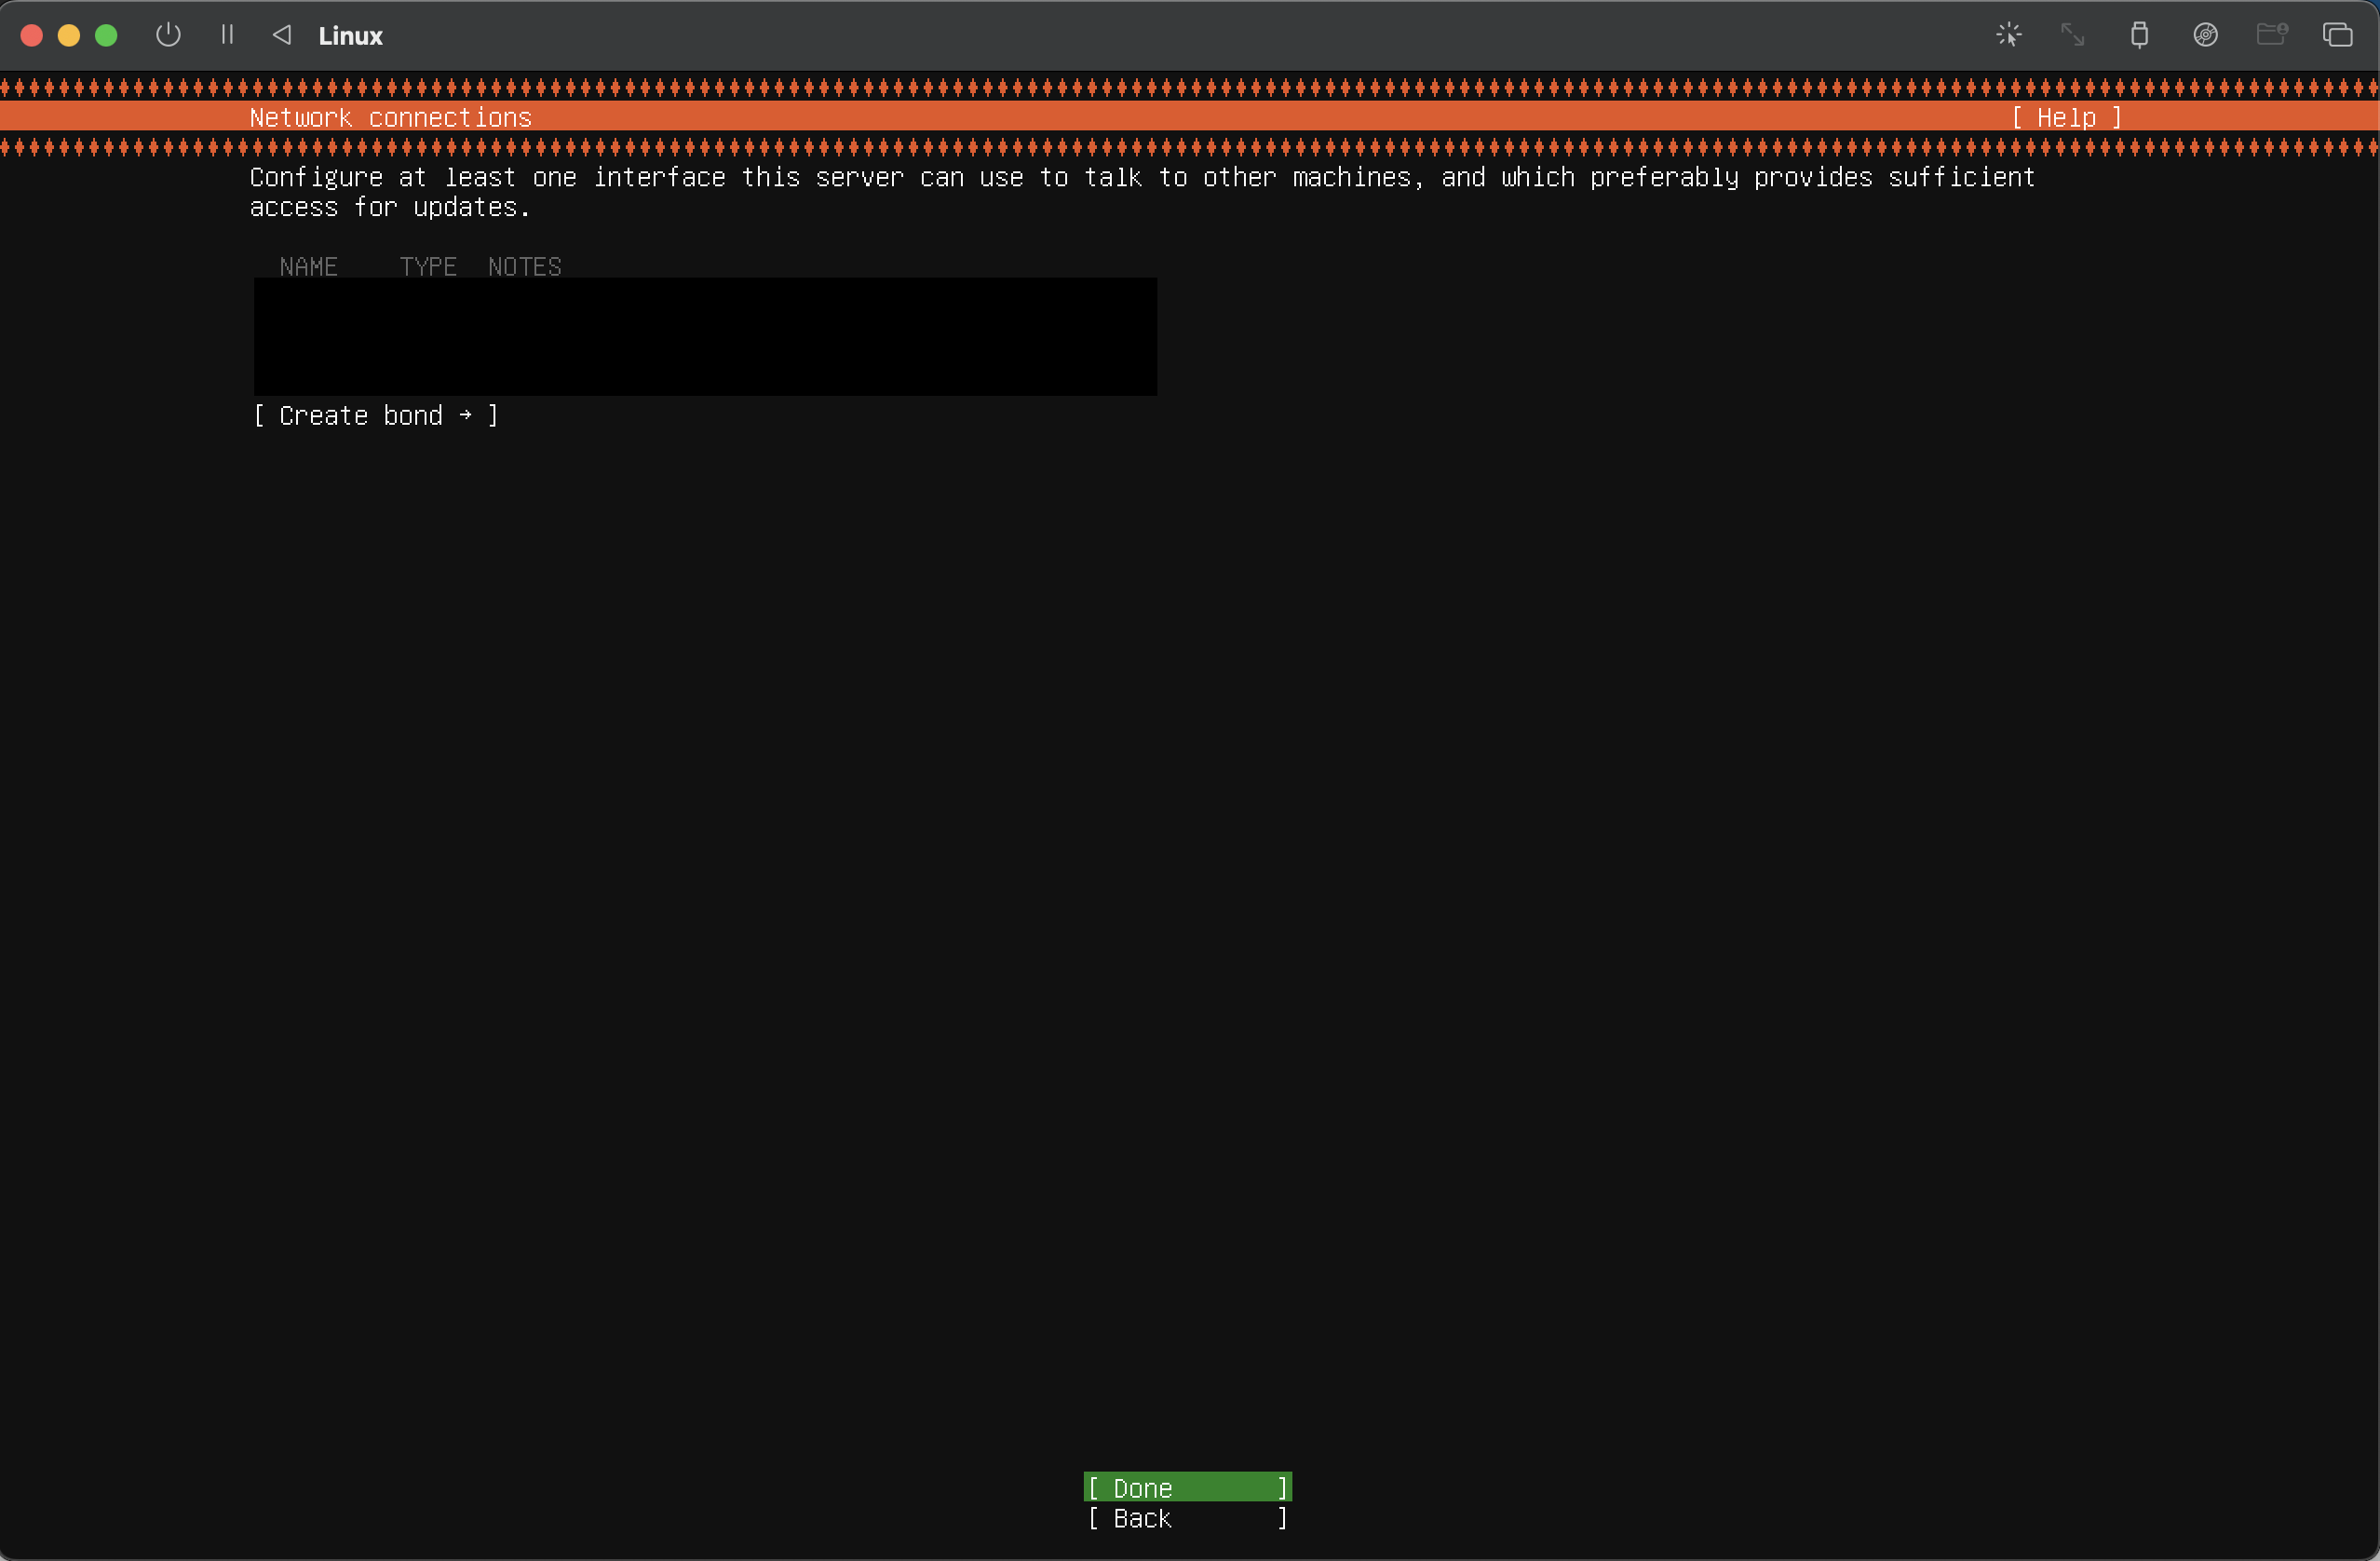 Linux
Network connections [ Help ]
Configure at least one interface this server can use to talk to other machines, and which preferably provides sufficient
access for updates.
NAME TYPE NOTES
[ Create bond → ]
[ Done ]
[ Back ]